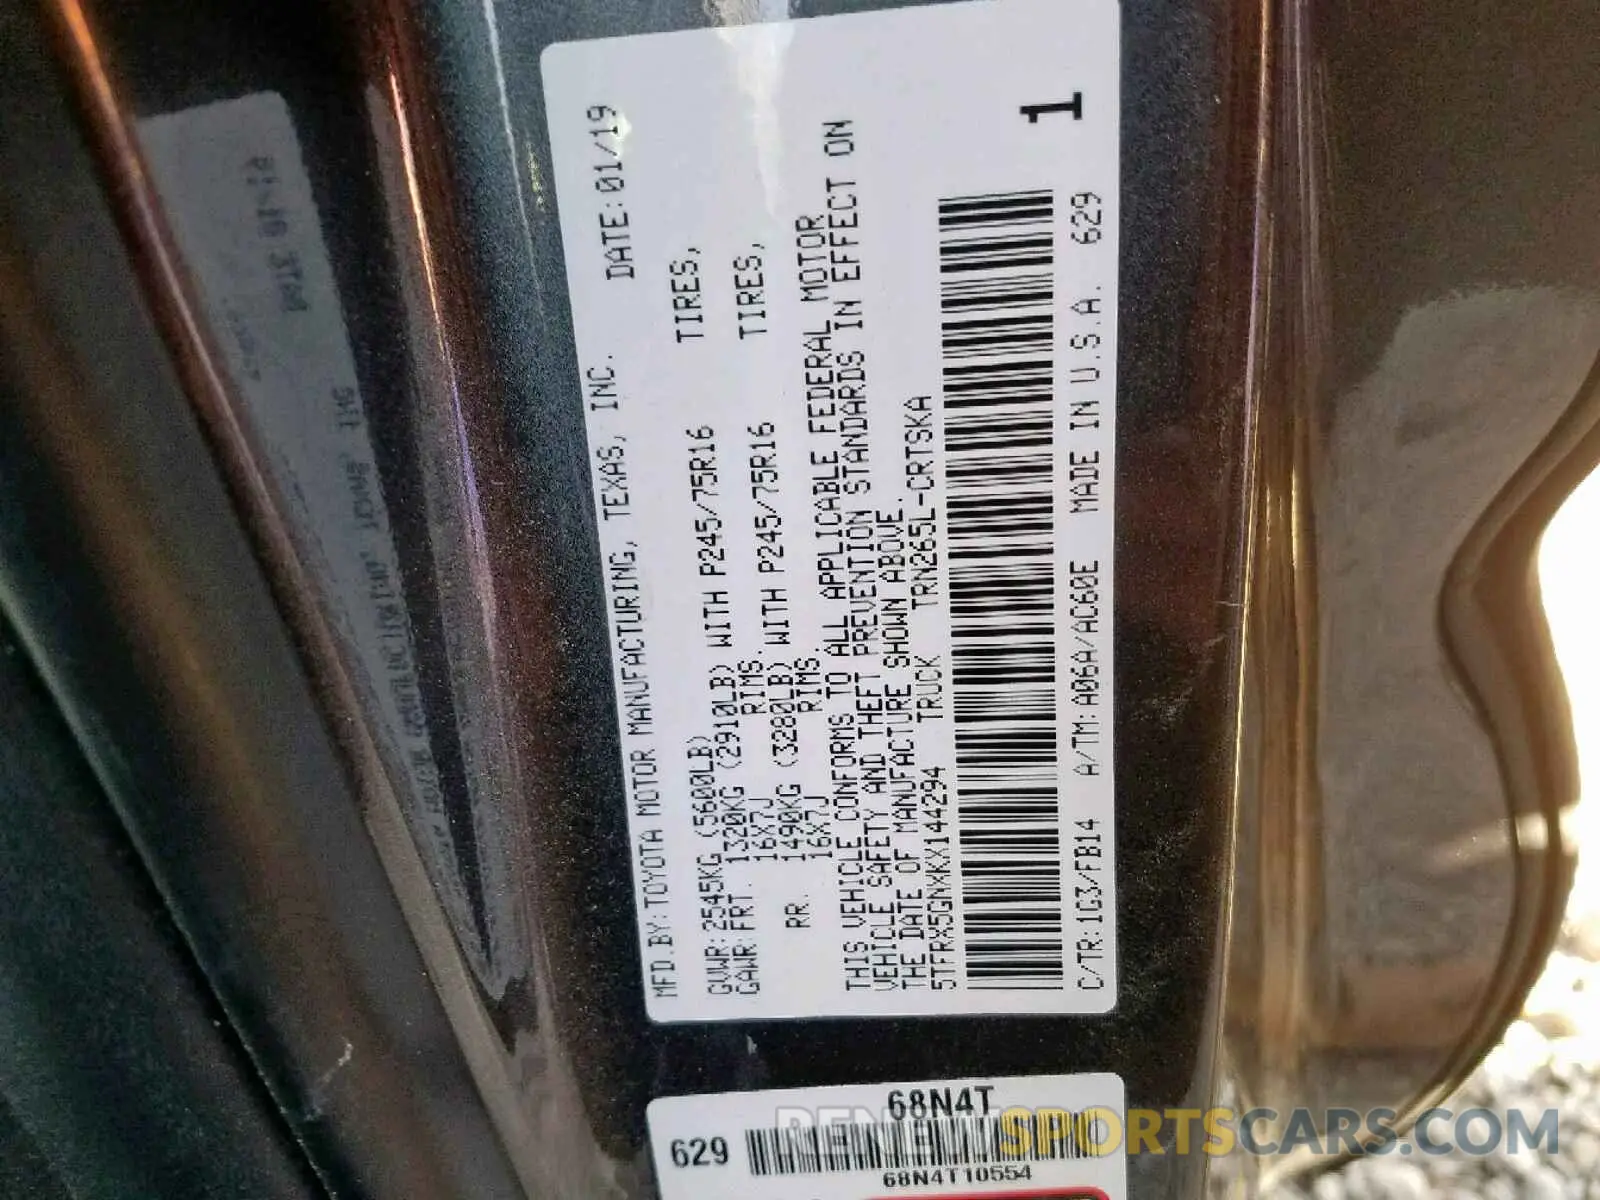 MFD.BY:TOYOTA MOTOR MANUFACTURING, TEXAS, INC. DATE:01/19
GVWR:2545KG (5600LB)
GAWR:FRT. 1320KG (2910LB) WITH P245/75R16 TIRES,
16X7J RIMS.
RR. 1490KG (3280LB) WITH P245/75R16 TIRES,
16X7J RIMS.
THIS VEHICLE CONFORMS TO ALL APPLICABLE FEDERAL MOTOR
VEHICLE SAFETY AND THEFT PREVENTION STANDARDS IN EFFECT ON
THE DATE OF MANUFACTURE SHOWN ABOVE.
5TFRX5GNXKX144294 TRUCK TRN265L-CRTSKA
C/TR:1G3/FB14 A/TM:A06A/AC60E MADE IN U.S.A. 629
1
68N4T
629
68N4T10554
RENEWSPORTSCARS.COM